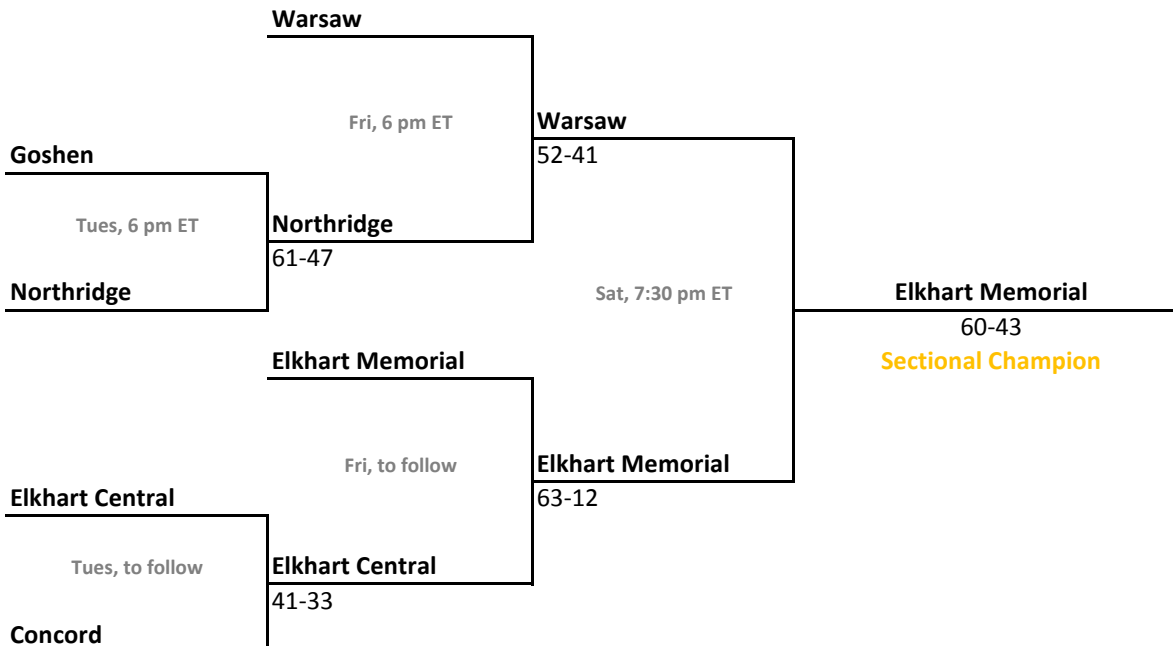 Warsaw
Fri, 6 pm ET
Warsaw
Goshen
52-41
Tues, 6 pm ET
Northridge
61-47
Northridge
Sat, 7:30 pm ET
Elkhart Memorial
60-43
Elkhart Memorial
Sectional Champion
Fri, to follow
Elkhart Memorial
Elkhart Central
63-12
Tues, to follow
Elkhart Central
41-33
Concord